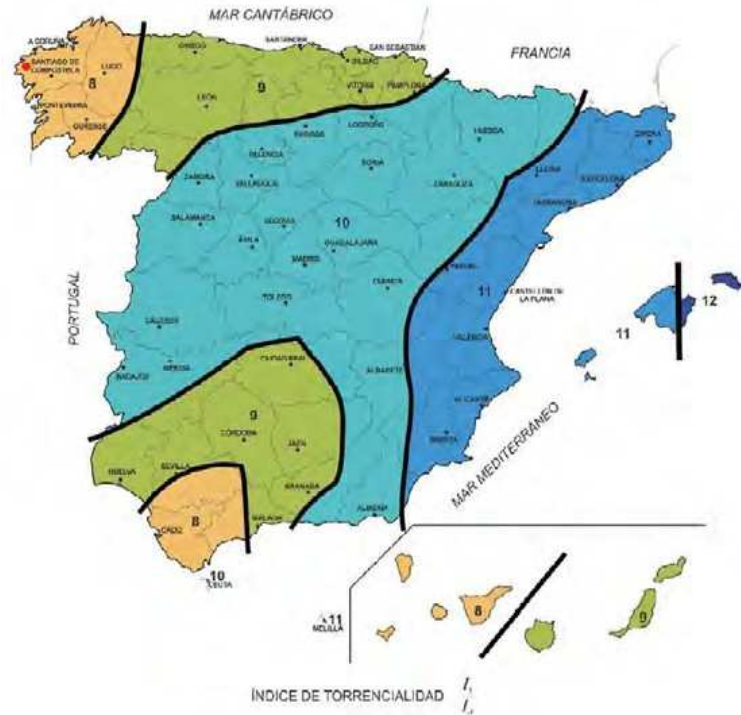 MAR CANTÁBRICO
FRANCIA
A CORUÑA
SANTIAGO DE COMPOSTELA
LUGO
8
PONTEVEDRA
OURENSE
OVIEDO
SANTANDER
SAN SEBASTIÁN
BILBAO
9
VITORIA
PAMPLONA
LEÓN
LOGROÑO
BURGOS
HUESCA
GIRONA
PALENCIA
SORIA
LLEIDA
ZAMORA
VALLADOLID
ZARAGOZA
BARCELONA
TARRAGONA
SALAMANCA
SEGOVIA
10
ÁVILA
GUADALAJARA
MADRID
TERUEL
CUENCA
11
CASTELLÓN DE
LA PLANA
12
11
PORTUGAL
TOLEDO
CÁCERES
VALENCIA
CIUDAD REAL
ALBACETE
BADAJOZ
MÉRIDA
ALICANTE
9
CÓRDOBA
JAÉN
MURCIA
MAR MEDITERRÁNEO
HUELVA
SEVILLA
GRANADA
ALMERÍA
MÁLAGA
CÁDIZ
8
10
CEUTA
11
MELILLA
8
9
ÍNDICE DE TORRENCIALIDAD